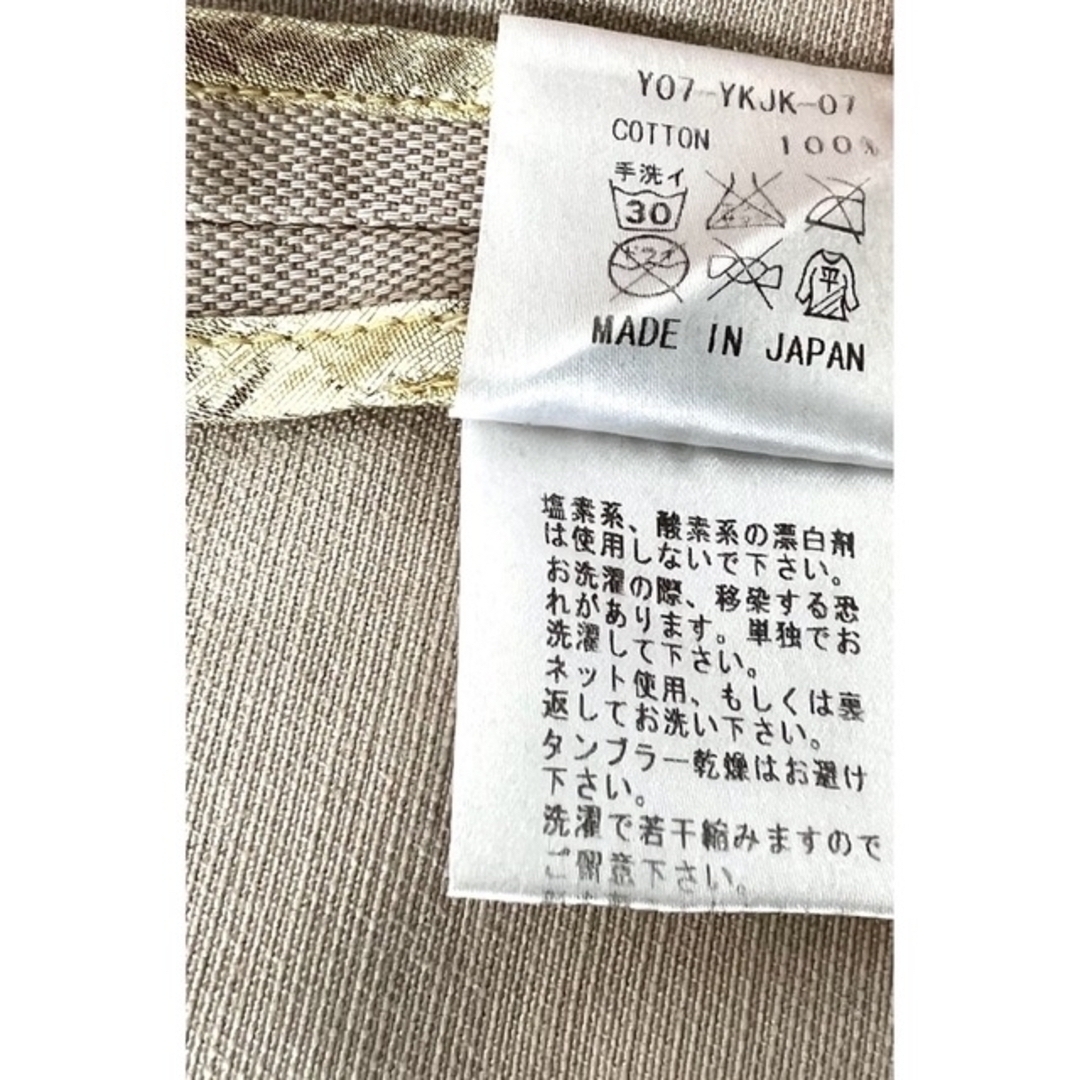 Y07-YKJK-07
COTTON 100%
手洗イ
30
ドライ
平
MADE IN JAPAN
塩素系、酸素系の漂白剤
は使用しないで下さい。
お洗濯の際、移染する恐
れがあります。単独でお
洗濯して下さい。
ネット使用、もしくは裏
返してお洗い下さい。
タンブラー乾燥はお避け
下さい。
洗濯で若干縮みますので
ご留意下さい。